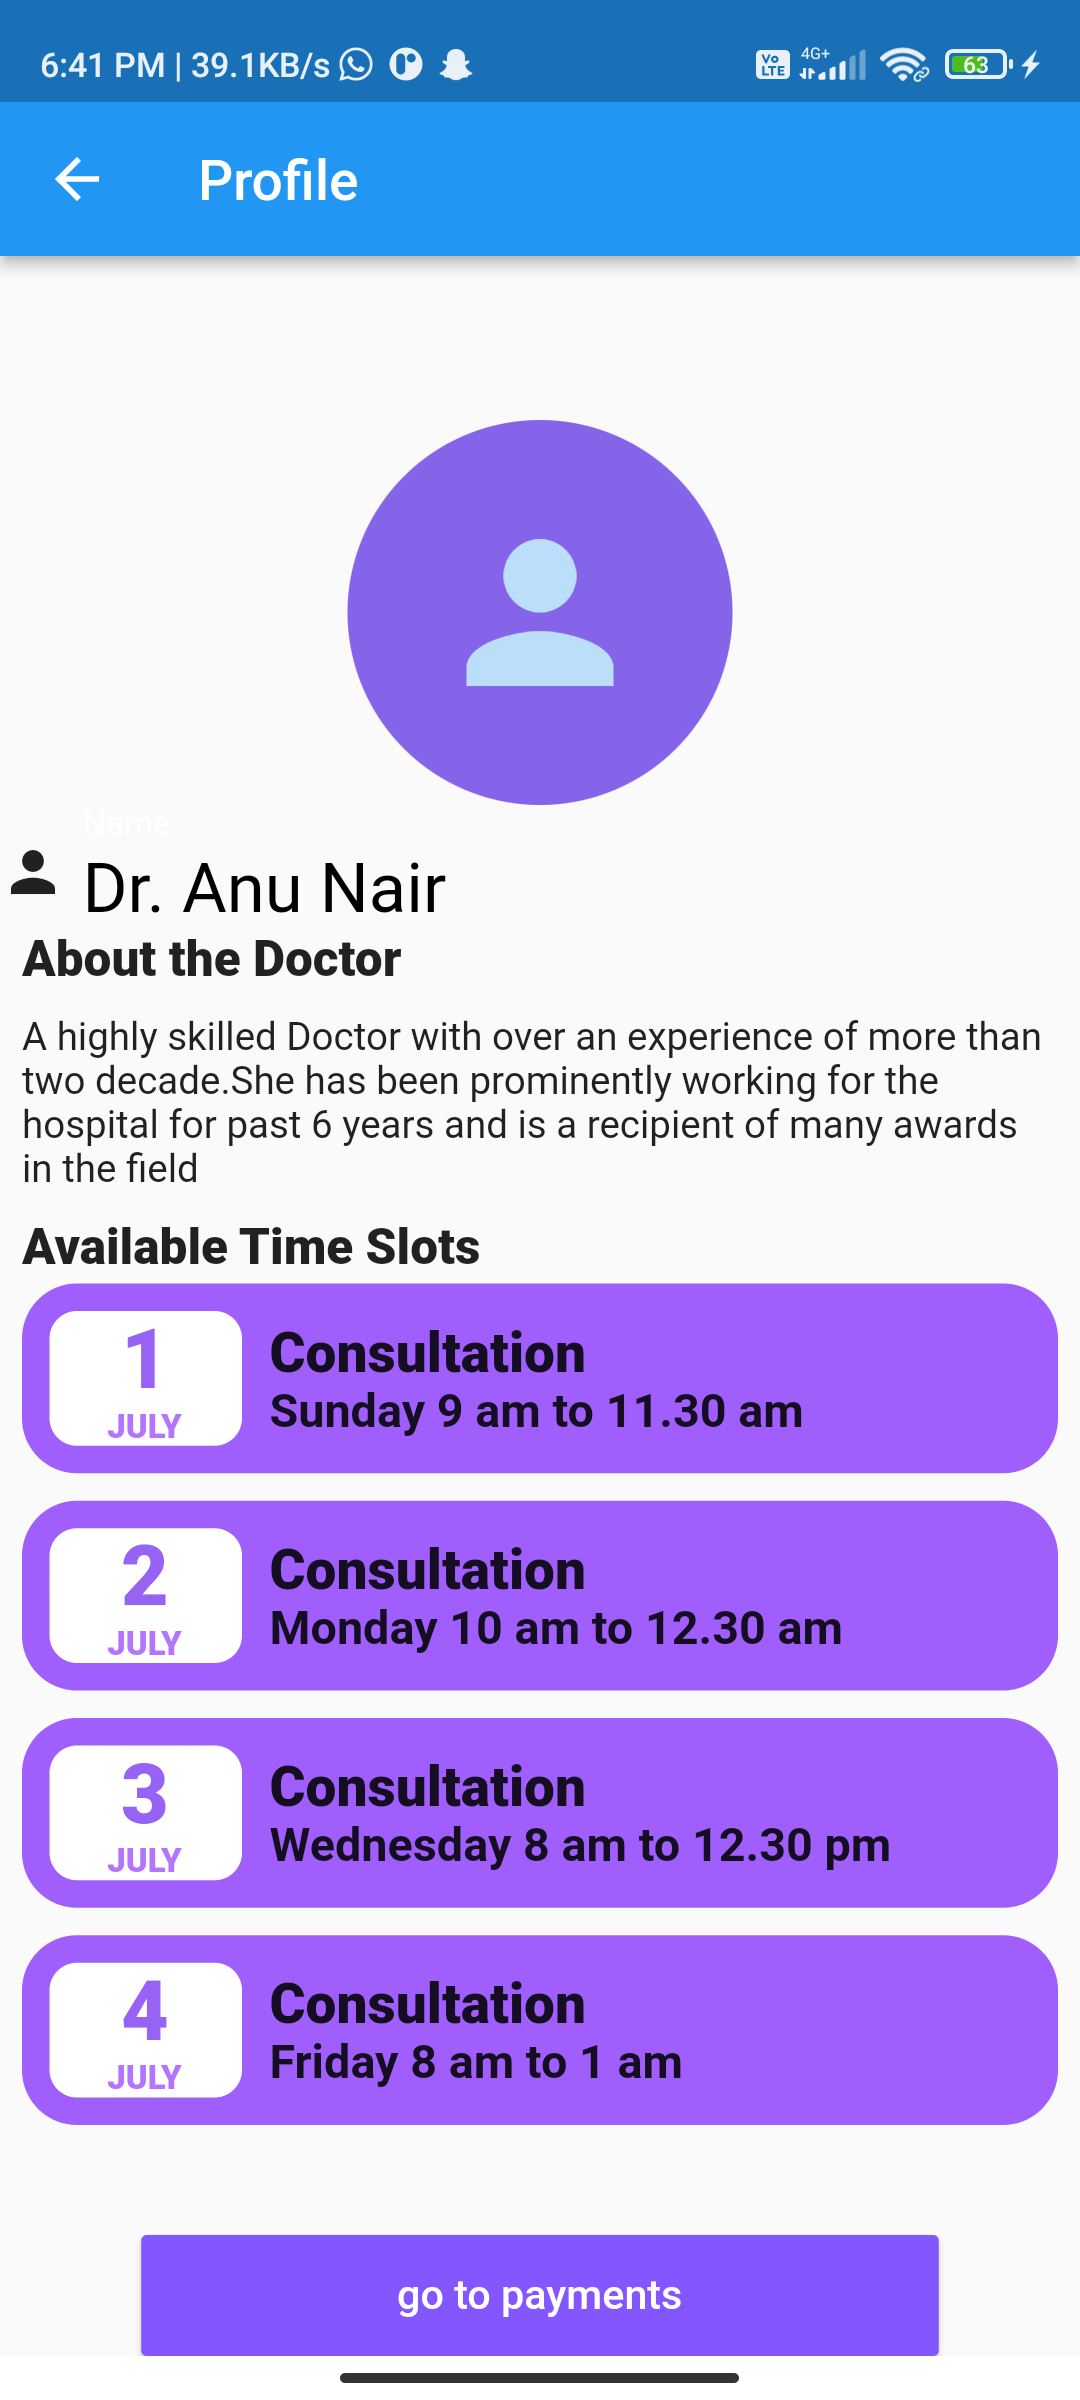 6:41 PM | 39.1KB/s
Vo LTE
4G+
63
Profile
Name
Dr. Anu Nair
About the Doctor
A highly skilled Doctor with over an experience of more than
two decade.She has been prominently working for the
hospital for past 6 years and is a recipient of many awards
in the field
Available Time Slots
1
JULY
Consultation
Sunday 9 am to 11.30 am
2
JULY
Consultation
Monday 10 am to 12.30 am
3
JULY
Consultation
Wednesday 8 am to 12.30 pm
4
JULY
Consultation
Friday 8 am to 1 am
go to payments